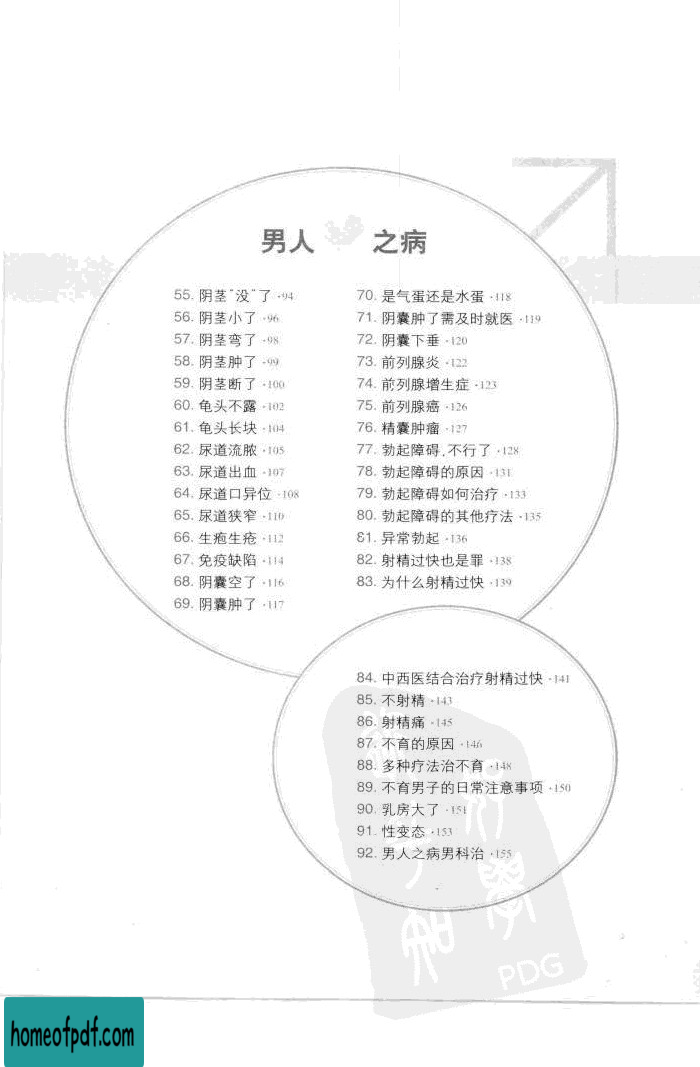 男人 之病
55. 阴茎“没”了 ·94
56. 阴茎小了 ·96
57. 阴茎弯了 ·98
58. 阴茎肿了 ·99
59. 阴茎断了 ·100
60. 龟头不露 ·102
61. 龟头长块 ·104
62. 尿道流脓 ·105
63. 尿道出血 ·107
64. 尿道口异位 ·108
65. 尿道狭窄 ·110
66. 生疱生疮 ·112
67. 免疫缺陷 ·114
68. 阴囊空了 ·116
69. 阴囊肿了 ·117
70. 是气蛋还是水蛋 ·118
71. 阴囊肿了需及时就医 ·119
72. 阴囊下垂 ·120
73. 前列腺炎 ·122
74. 前列腺增生症 ·123
75. 前列腺癌 ·126
76. 精囊肿瘤 ·127
77. 勃起障碍,不行了 ·128
78. 勃起障碍的原因 ·131
79. 勃起障碍如何治疗 ·133
80. 勃起障碍的其他疗法 ·135
81. 异常勃起 ·136
82. 射精过快也是罪 ·138
83. 为什么射精过快 ·139
84. 中西医结合治疗射精过快 ·141
85. 不射精 ·143
86. 射精痛 ·145
87. 不育的原因 ·146
88. 多种疗法治不育 ·148
89. 不育男子的日常注意事项 ·150
90. 乳房大了 ·151
91. 性变态 ·153
92. 男人之病男科治 ·155
PDG
homeofpdf.com